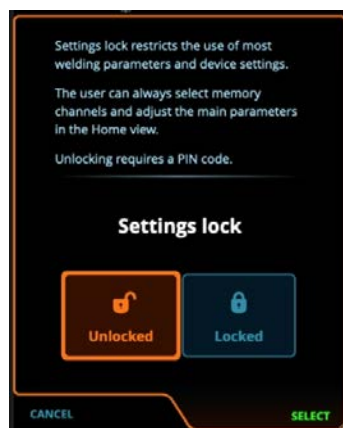 Settings lock restricts the use of most
welding parameters and device settings.
The user can always select memory
channels and adjust the main parameters
in the Home view.
Unlocking requires a PIN code.
Settings lock
Unlocked Locked
CANCEL SELECT